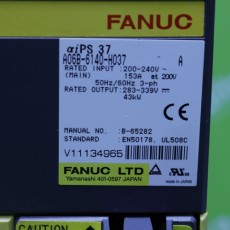 FANUC
αiPS 37
A06B-6140-H037 A
RATED INPUT :200-240V~
(MAIN) 153A at 200V
50Hz/60Hz 3-ph
RATED OUTPUT :283-339V⎓
43kW
MANUAL NO. :B-65282
STANDARD :EN50178, UL508C
V11134965
FANUC LTD
Yamanashi 401-0597 JAPAN
CE
CAUTION